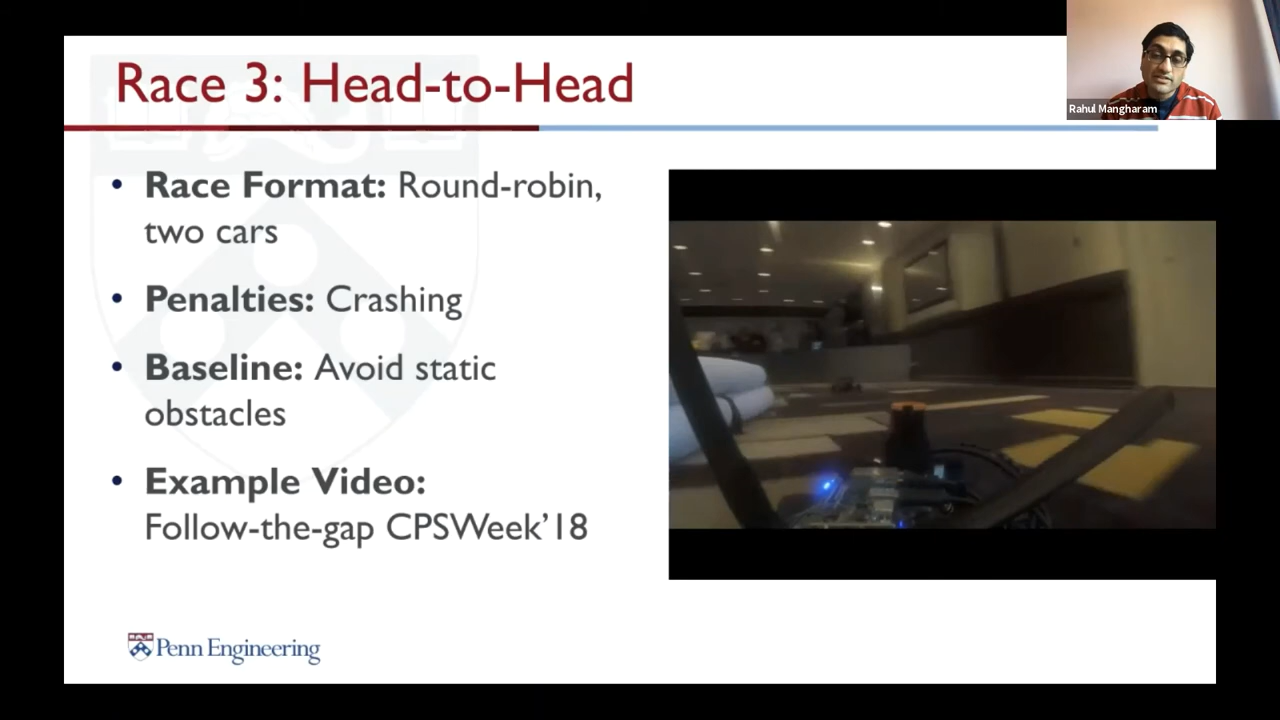 Race 3: Head-to-Head
Rahul Mangharam
• Race Format: Round-robin,
two cars
• Penalties: Crashing
• Baseline: Avoid static
obstacles
• Example Video:
Follow-the-gap CPSWeek'18
Penn Engineering